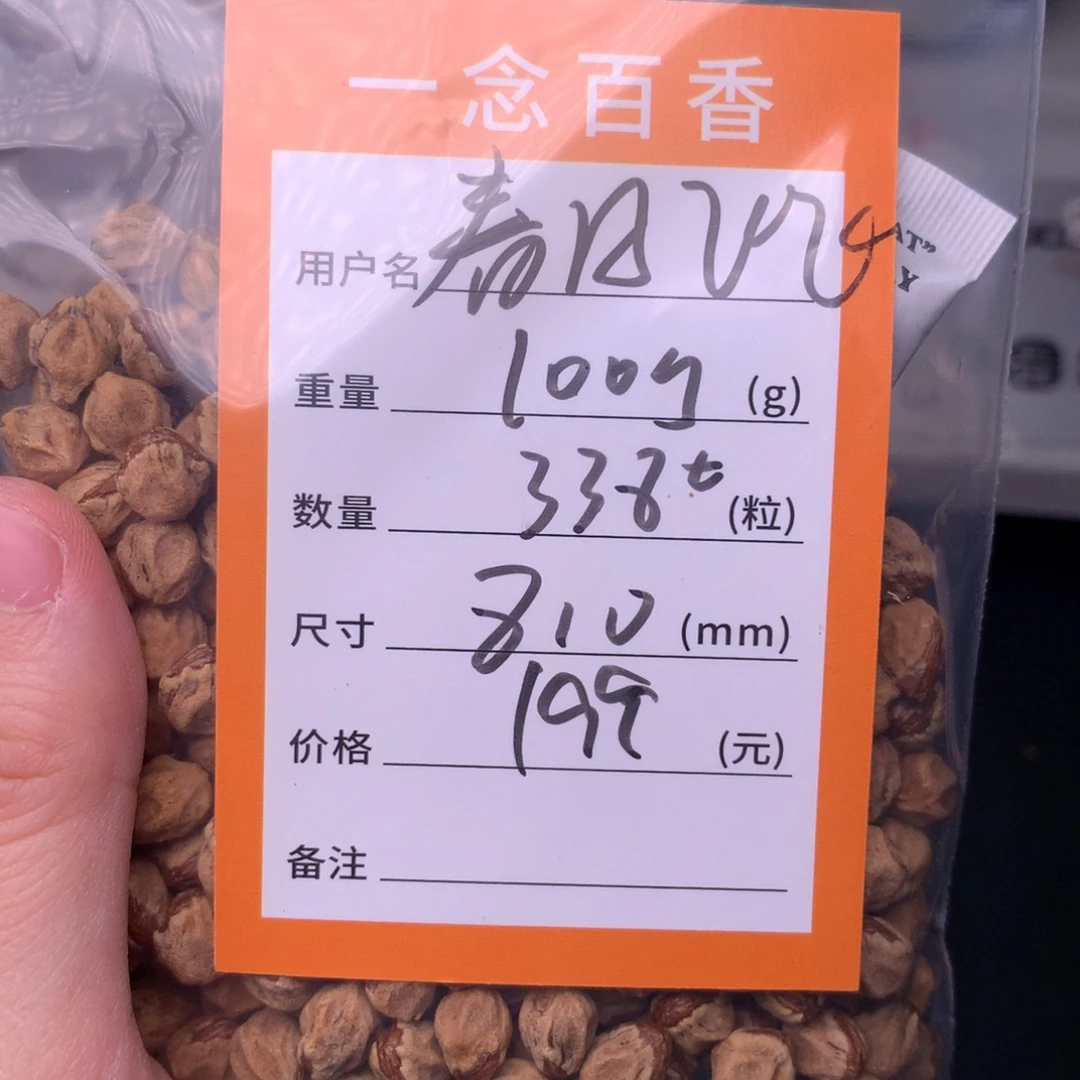 一念百香
用户名 春日
AT"
Y
重量 100g (g)
数量 338+ (粒)
尺寸 810 (mm)
价格 199 (元)
备注